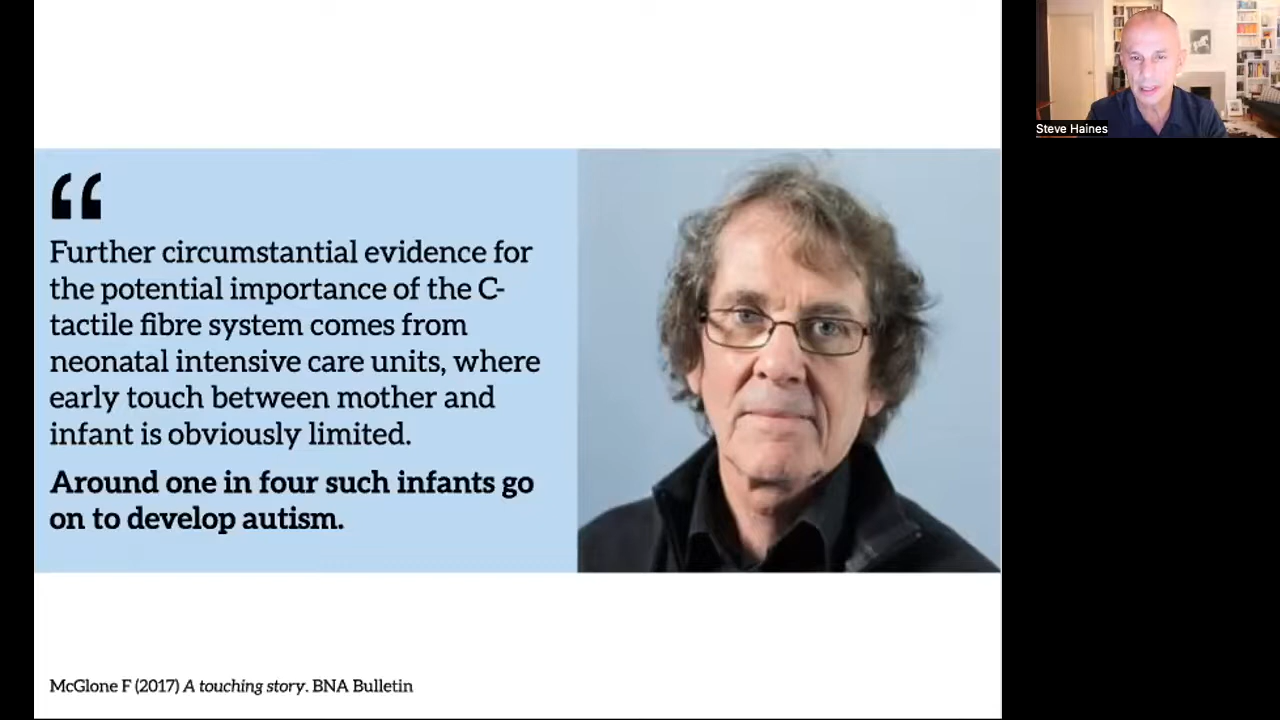 “
Further circumstantial evidence for
the potential importance of the C-
tactile fibre system comes from
neonatal intensive care units, where
early touch between mother and
infant is obviously limited.
Around one in four such infants go
on to develop autism.
McGlone F (2017) A touching story. BNA Bulletin
Steve Haines